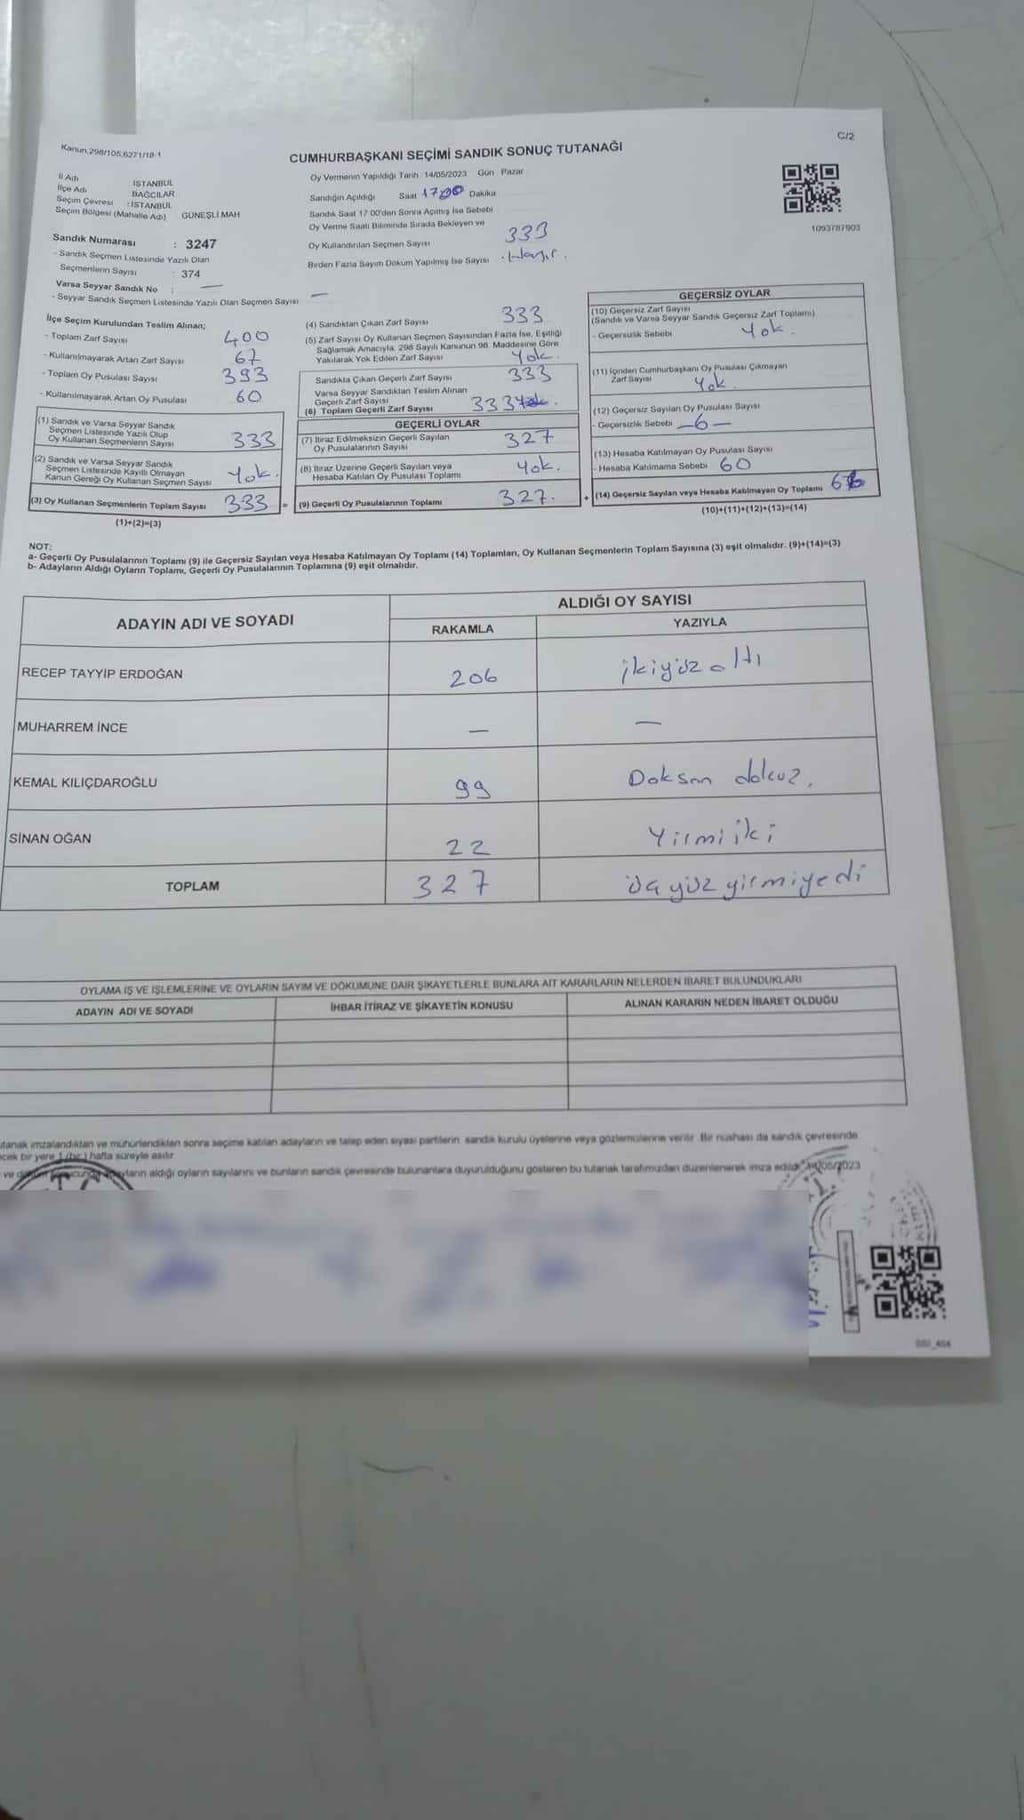 Kanun.298/105,6271/18-1
C/2
CUMHURBAŞKANI SEÇİMİ SANDIK SONUÇ TUTANAĞI
İl Adı İSTANBUL
İlçe Adı BAĞCILAR
Seçim Çevresi : İSTANBUL
Seçim Bölgesi (Mahalle Adı) GÜNEŞLİ MAH
Oy Vermenin Yapıldığı Tarih : 14/05/2023 Gün Pazar
Sandığın Açıldığı Saat 1700 Dakika
Sandık Saat 17:00'den Sonra Açılmış İse Sebebi
Oy Verme Saati Bitiminde Sırada Bekleyen ve
Oy Kullandırılan Seçmen Sayısı 333
Birden Fazla Sayım Döküm Yapılmış İse Sayısı Hayır.
1093787903
Sandık Numarası : 3247
- Sandık Seçmen Listesinde Yazılı Olan
Seçmenlerin Sayısı : 374
Varsa Seyyar Sandık No : —
- Seyyar Sandık Seçmen Listesinde Yazılı Olan Seçmen Sayısı —
İlçe Seçim Kurulundan Teslim Alınan;
- Toplam Zarf Sayısı 400
- Kullanılmayarak Artan Zarf Sayısı 67
- Toplam Oy Pusulası Sayısı 393
- Kullanılmayarak Artan Oy Pusulası 60
(1) Sandık ve Varsa Seyyar Sandık
Seçmen Listesinde Yazılı Olup
Oy Kullanan Seçmenlerin Sayısı 333
(2) Sandık ve Varsa Seyyar Sandık
Seçmen Listesinde Kayıtlı Olmayan
Kanun Gereği Oy Kullanan Seçmen Sayısı Yok.
(3) Oy Kullanan Seçmenlerin Toplam Sayısı 333 =
(1)+(2)=(3)
(4) Sandıktan Çıkan Zarf Sayısı 333
(5) Zarf Sayısı Oy Kullanan Seçmen Sayısından Fazla İse, Eşitliği
Sağlamak Amacıyla, 298 Sayılı Kanunun 98. Maddesine Göre
Yakılarak Yok Edilen Zarf Sayısı Yok.
Sandıkta Çıkan Geçerli Zarf Sayısı 333
Varsa Seyyar Sandıktan Teslim Alınan
Geçerli Zarf Sayısı Yok.
(6) Toplam Geçerli Zarf Sayısı 333
GEÇERLİ OYLAR
(7) İtiraz Edilmeksizin Geçerli Sayılan
Oy Pusulalarının Sayısı 327
(8) İtiraz Üzerine Geçerli Sayılan veya
Hesaba Katılan Oy Pusulası Toplamı Yok.
(9) Geçerli Oy Pusulalarının Toplamı 327. +
GEÇERSİZ OYLAR
(10) Geçersiz Zarf Sayısı
(Sandık ve Varsa Seyyar Sandık Geçersiz Zarf Toplamı)
- Geçersizlik Sebebi Yok.
(11) İçinden Cumhurbaşkanı Oy Pusulası Çıkmayan
Zarf Sayısı Yok.
(12) Geçersiz Sayılan Oy Pusulası Sayısı
- Geçersizlik Sebebi —6—
(13) Hesaba Katılmayan Oy Pusulası Sayısı
- Hesaba Katılmama Sebebi 60
(14) Geçersiz Sayılan veya Hesaba Katılmayan Oy Toplamı
(10)+(11)+(12)+(13)=(14)
NOT:
a- Geçerli Oy Pusulalarının Toplamı (9) ile Geçersiz Sayılan veya Hesaba Katılmayan Oy Toplamı (14) Toplamları, Oy Kullanan Seçmenlerin Toplam Sayısına (3) eşit olmalıdır. (9)+(14)=(3)
b- Adayların Aldığı Oyların Toplamı, Geçerli Oy Pusulalarının Toplamına (9) eşit olmalıdır.
ADAYIN ADI VE SOYADI
ALDIĞI OY SAYISI
RAKAMLA YAZIYLA
RECEP TAYYİP ERDOĞAN 206 ikiyüz altı
MUHARREM İNCE — —
KEMAL KILIÇDAROĞLU 99 Doksan dokuz.
SİNAN OĞAN 22 Yirmi iki
TOPLAM 327 üçyüz yirmiyedi
OYLAMA İŞ VE İŞLEMLERİNE VE OYLARIN SAYIM VE DÖKÜMÜNE DAİR ŞİKAYETLERLE BUNLARA AİT KARARLARIN NELERDEN İBARET BULUNDUKLARI
ADAYIN ADI VE SOYADI
İHBAR İTİRAZ VE ŞİKAYETİN KONUSU
ALINAN KARARIN NEDEN İBARET OLDUĞU
utanak imzalandıktan ve mühürlendikten sonra seçime katılan adayların ve talep eden siyasi partilerin sandık kurulu üyelerine veya gözlemcilerine verilir. Bir nüshası da sandık çevresinde
cek bir yere 1 (bir) hafta süreyle asılır.
adayların aldığı oyların sayılarını ve bunların sandık çevresinde bulunanlara duyurulduğunu gösteren bu tutanak tarafımızdan düzenlenerek imza edildi.